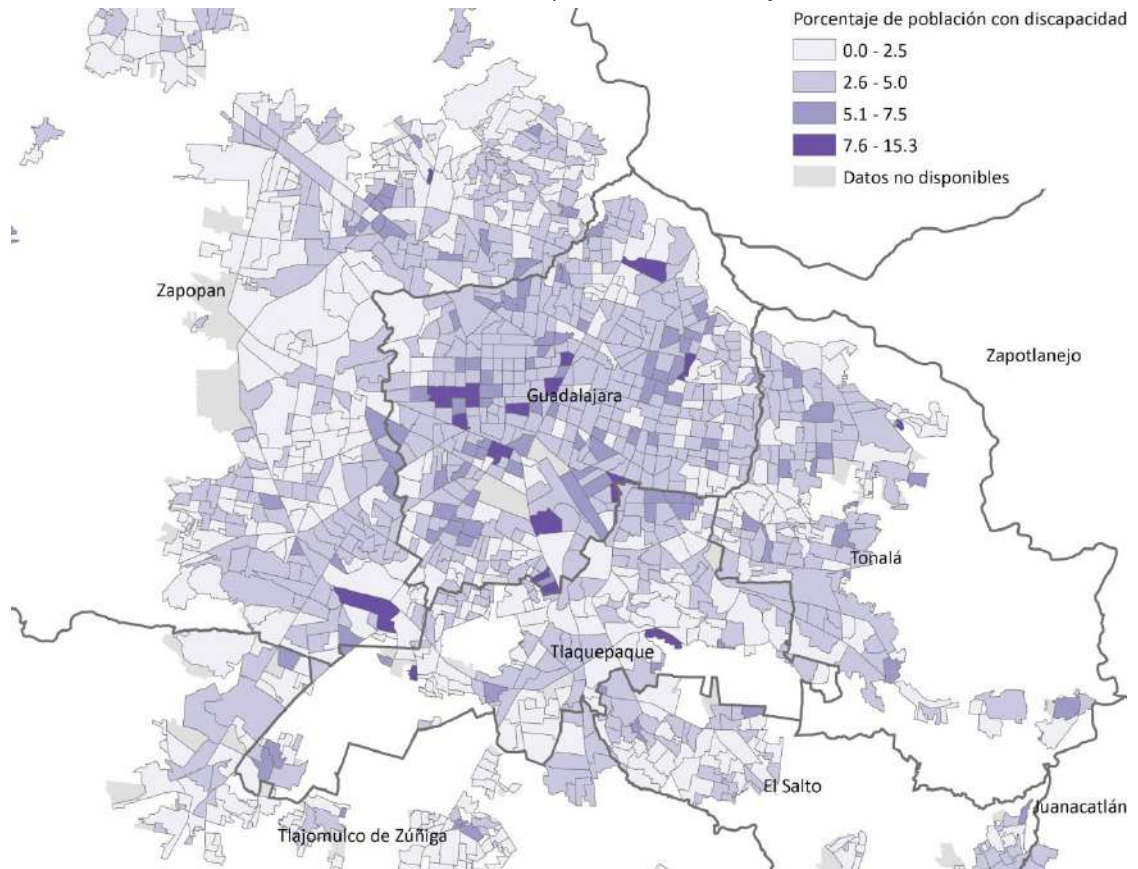 Porcentaje de población con discapacidad
0.0 - 2.5
2.6 - 5.0
5.1 - 7.5
7.6 - 15.3
Datos no disponibles
Zapopan
Zapotlanejo
Guadalajara
Tonalá
Tlaquepaque
El Salto
Juanacatlán
Tlajomulco de Zúñiga